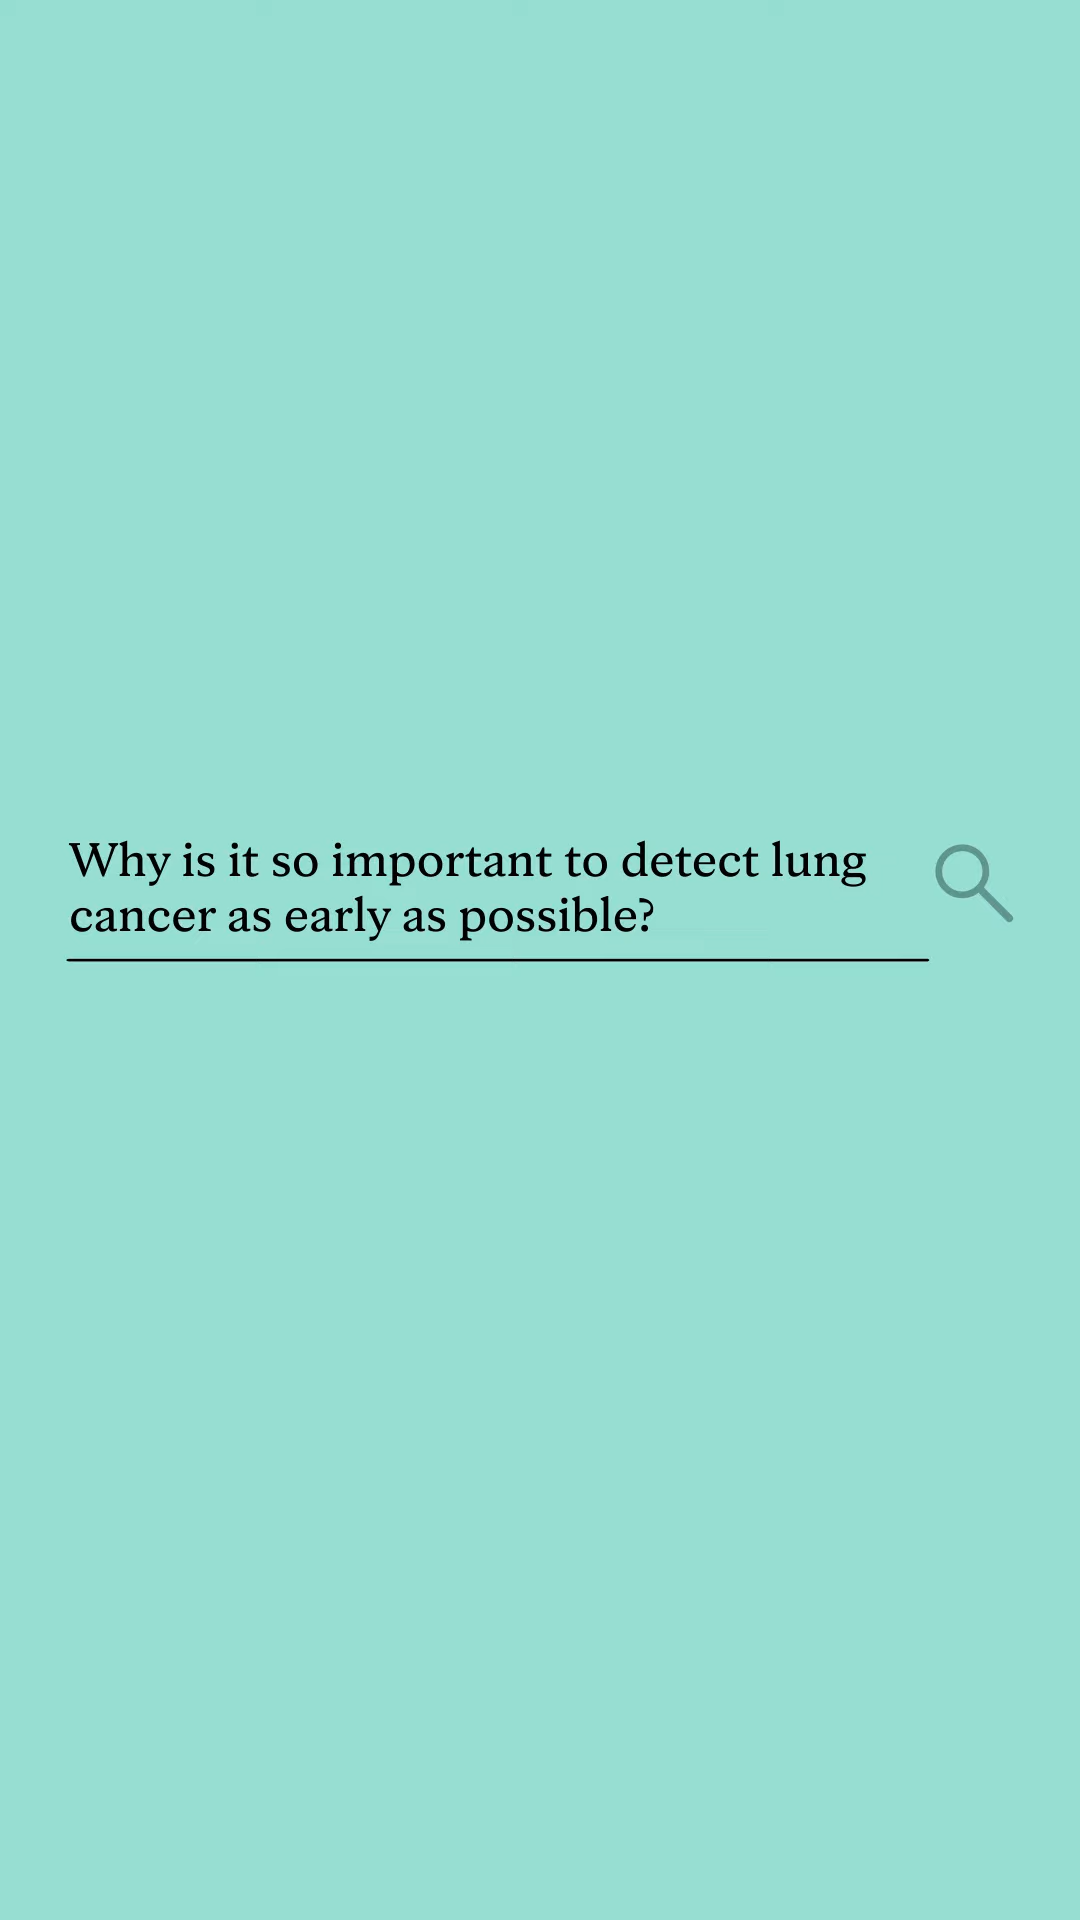 Why is it so important to detect lung
cancer as early as possible?